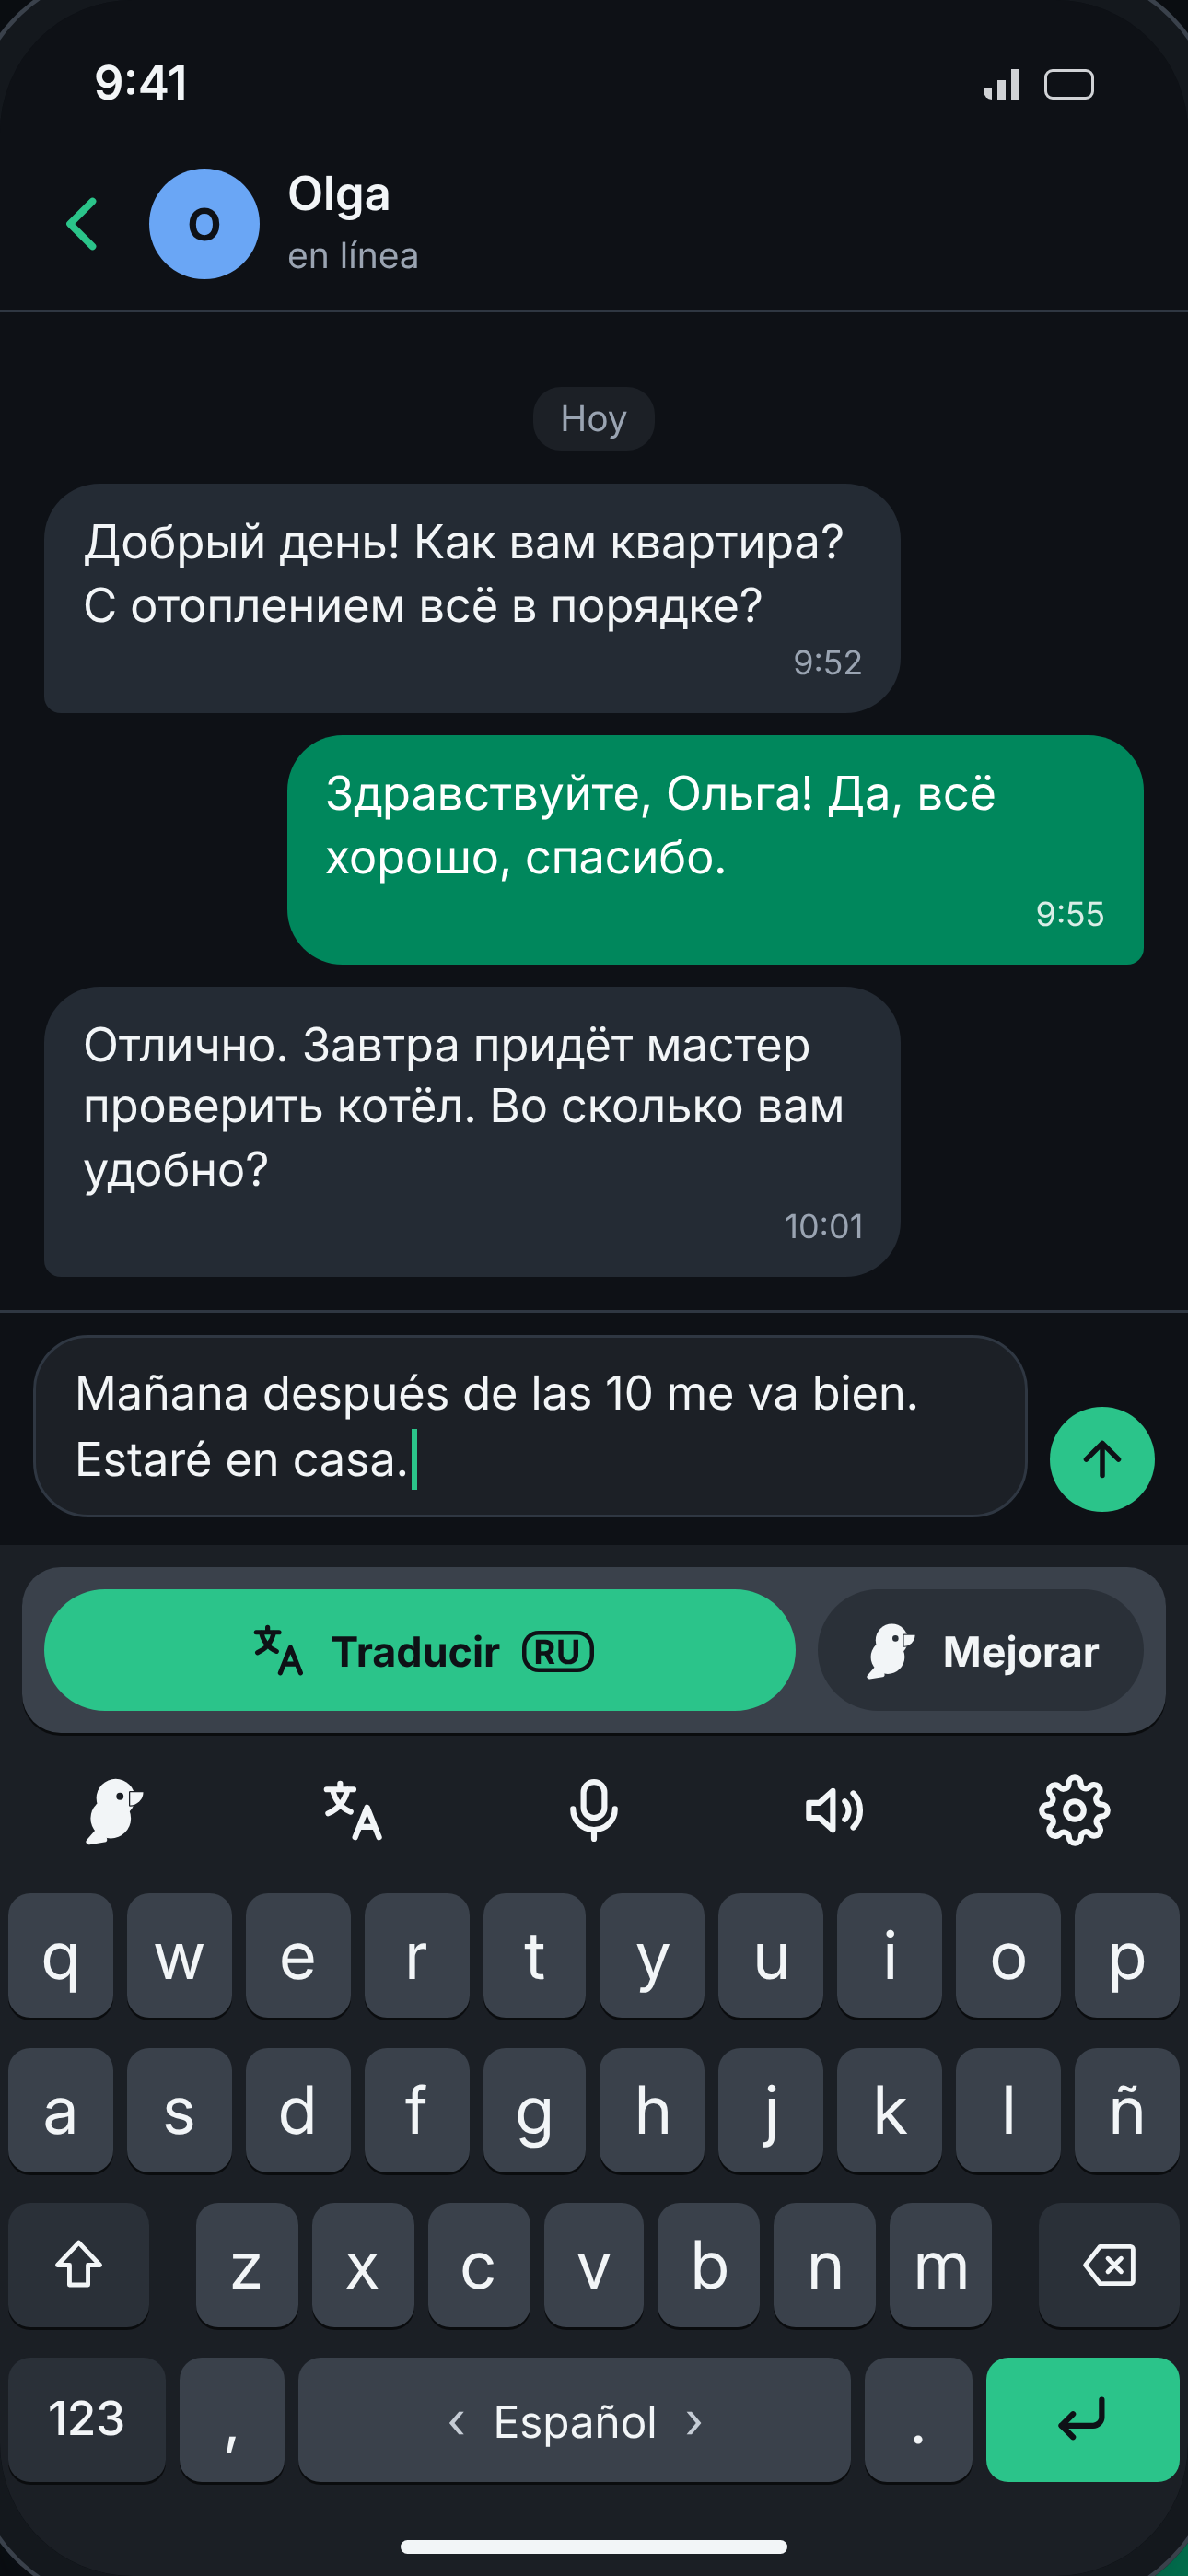 9:41
O
Olga
en línea
Hoy
Добрый день! Как вам квартира?
С отоплением всё в порядке?
9:52
Здравствуйте, Ольга! Да, всё
хорошо, спасибо.
9:55
Отлично. Завтра придёт мастер
проверить котёл. Во сколько вам
удобно?
10:01
Mañana después de las 10 me va bien.
Estaré en casa.
Traducir RU Mejorar
q w e r t y u i o p
a s d f g h j k l ñ
z x c v b n m
123 , ‹ Español › .